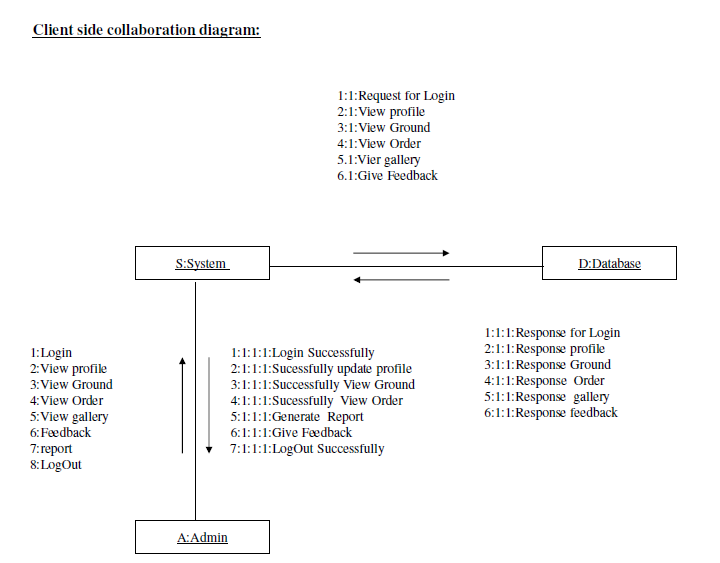 Client side collaboration diagram:
1:1:Request for Login
2:1:View profile
3:1:View Ground
4:1:View Order
5.1:Vier gallery
6.1:Give Feedback
S:System
D:Database
1:1:1:Response for Login
2:1:1:Response profile
3:1:1:Response Ground
4:1:1:Response Order
5:1:1:Response gallery
6:1:1:Response feedback
1:Login
2:View profile
3:View Ground
4:View Order
5:View gallery
6:Feedback
7:report
8:LogOut
1:1:1:1:Login Successfully
2:1:1:1:Sucessfully update profile
3:1:1:1:Successfully View Ground
4:1:1:1:Sucessfully View Order
5:1:1:1:Generate Report
6:1:1:1:Give Feedback
7:1:1:1:LogOut Successfully
A:Admin